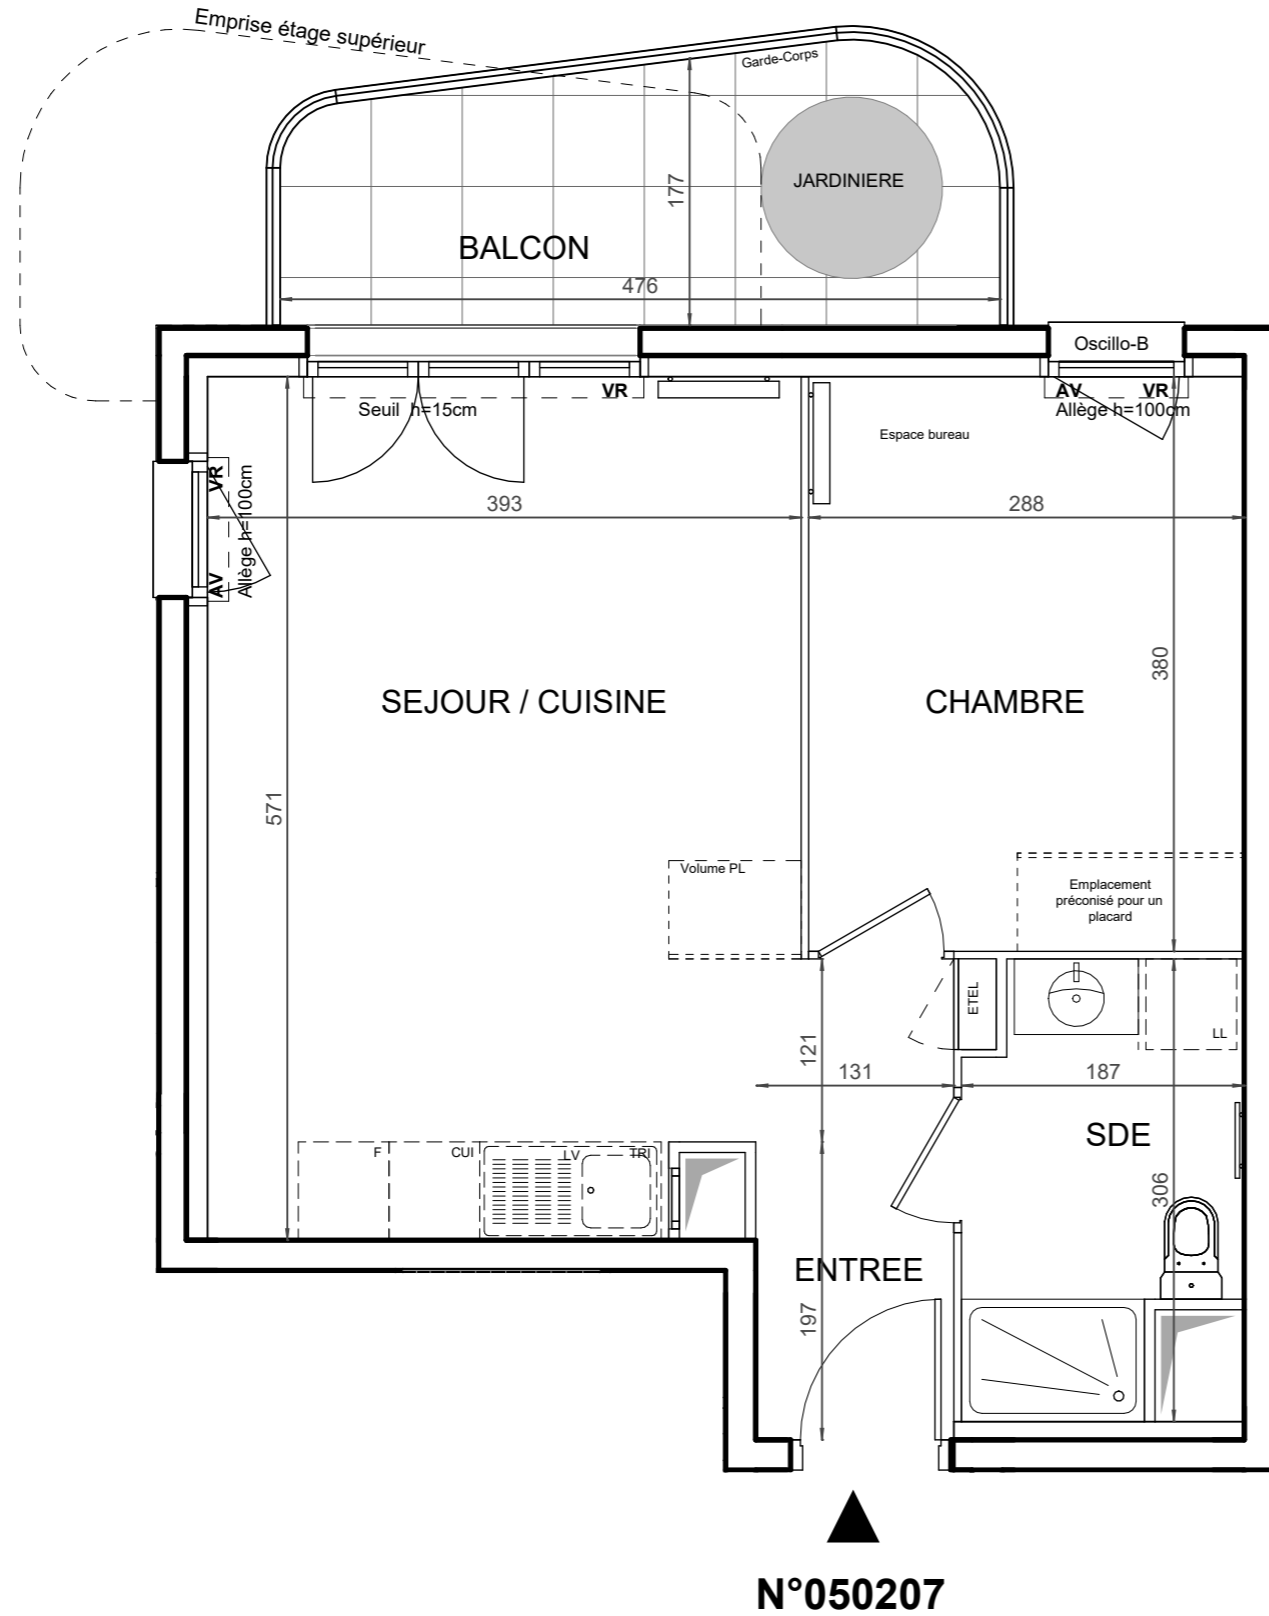 Emprise étage supérieur
Garde-Corps
JARDINIERE
177
BALCON
476
Oscillo-B
VR
AV VR
Seuil h=15cm
Allège h=100cm
Espace bureau
VR
AV
Allège h=100cm
393
288
380
SEJOUR / CUISINE
CHAMBRE
571
Volume PL
Emplacement
préconisé pour un
placard
ETEL
LL
121
131
187
SDE
F
CUI
LV
TRI
306
ENTREE
197
N°050207